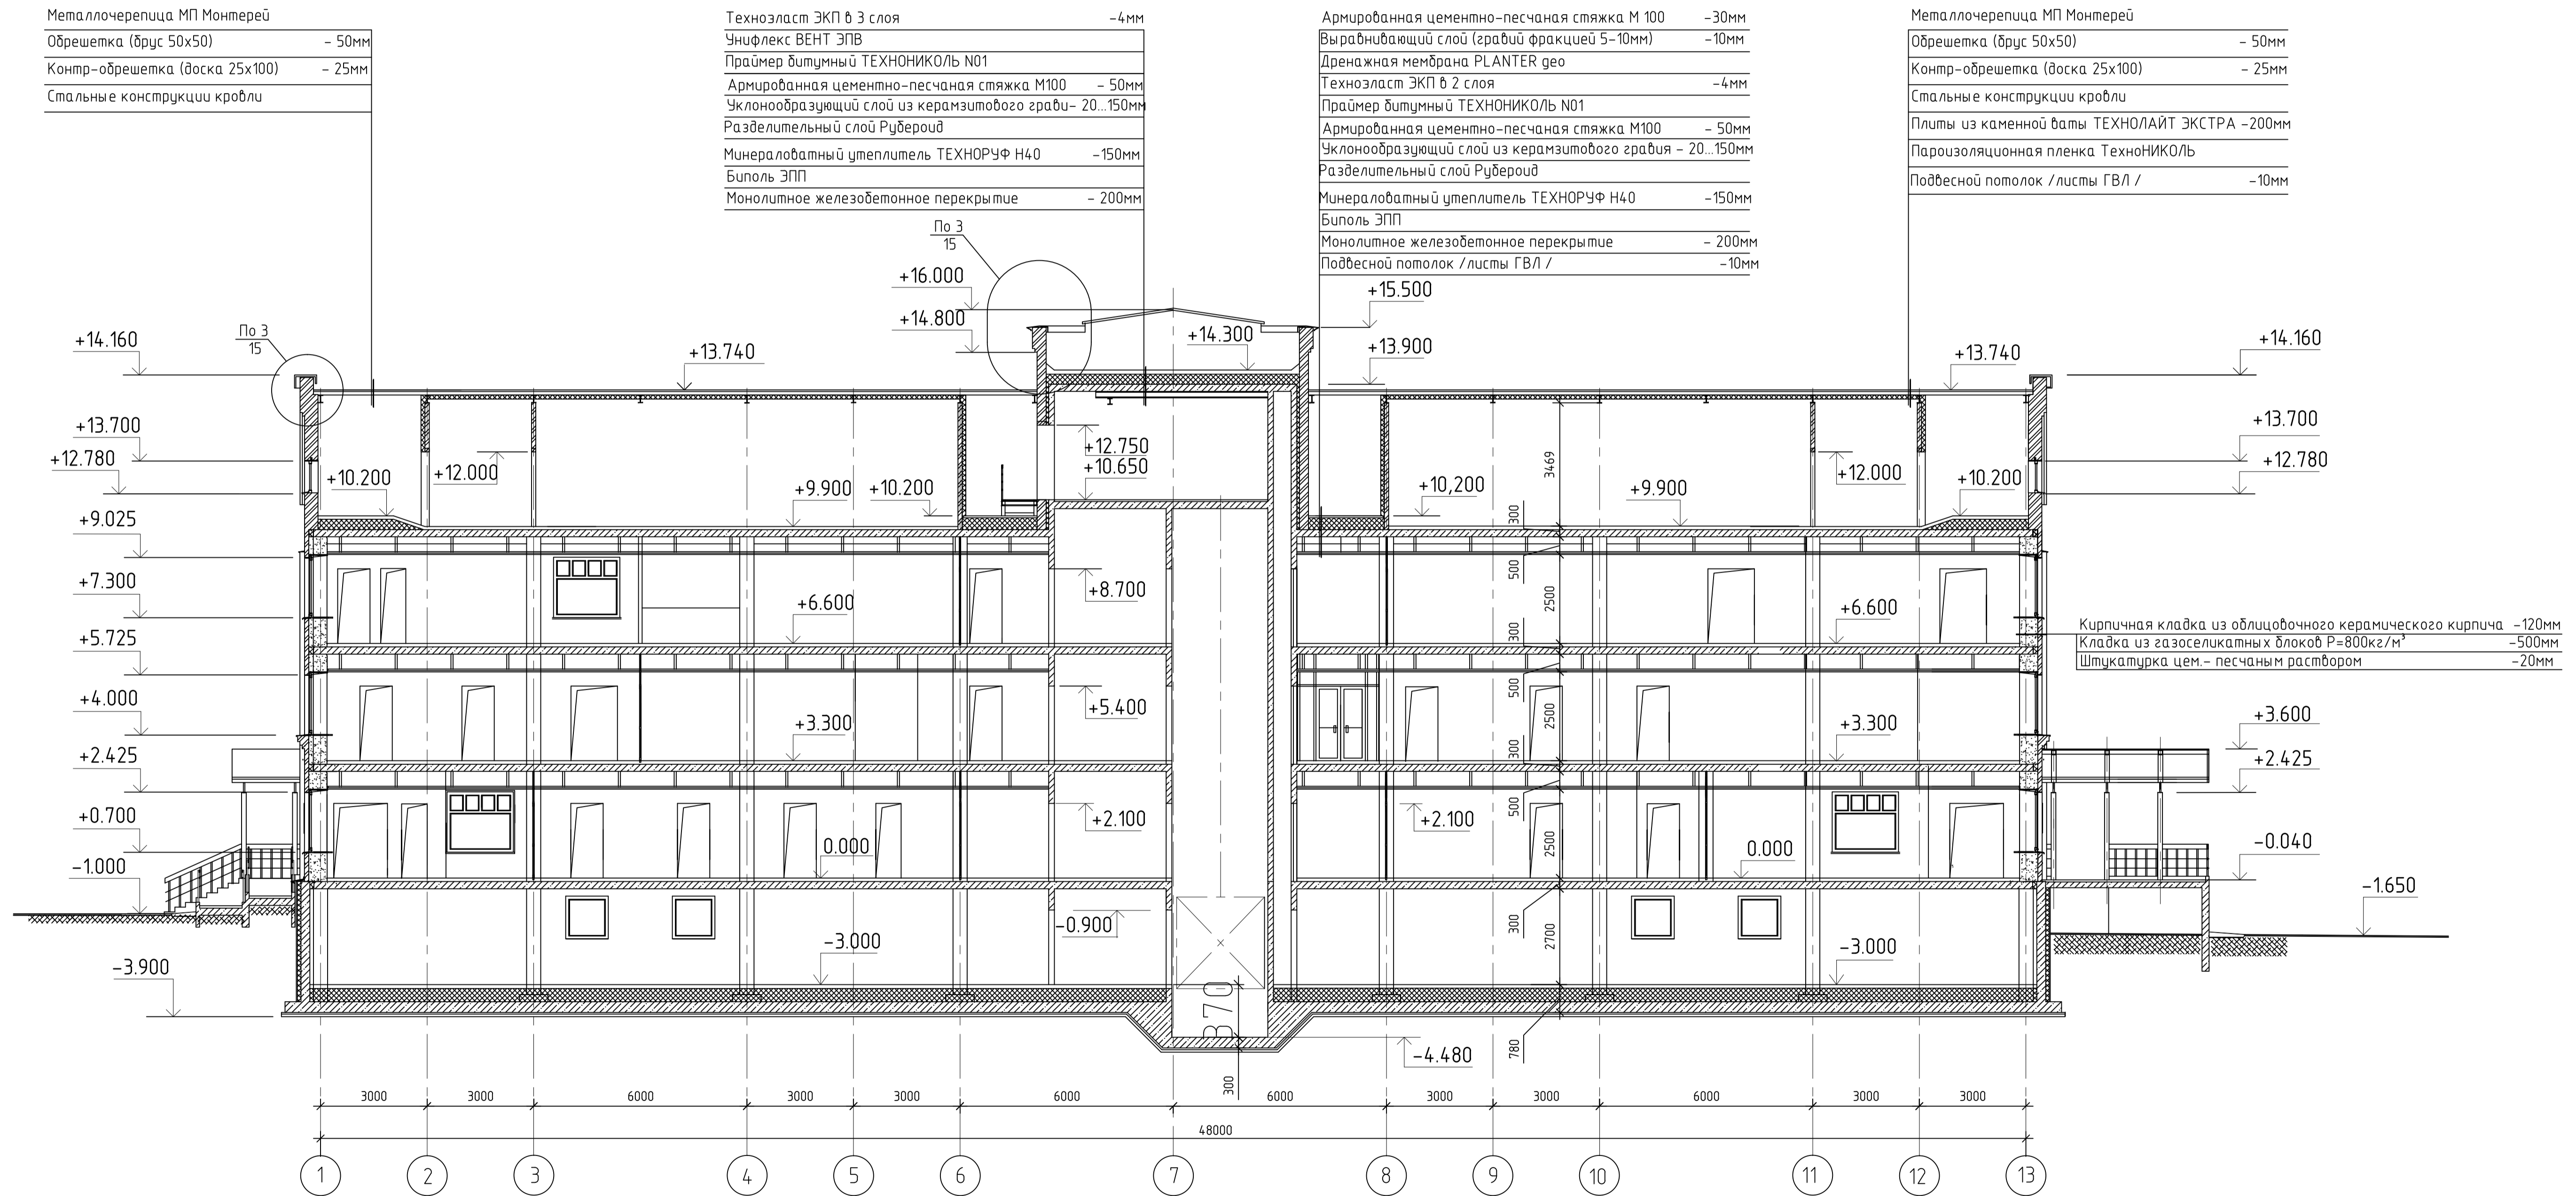 Металлочерепица МП Монтерей
Обрешетка (брус 50х50) - 50мм
Контр-обрешетка (доска 25х100) - 25мм
Стальные конструкции кровли
Техноэласт ЭКП в 3 слоя -4мм
Унифлекс ВЕНТ ЭПВ
Праймер битумный ТЕХНОНИКОЛЬ N01
Армированная цементно-песчаная стяжка М100 - 50мм
Уклонообразующий слой из керамзитового грави- 20...150мм
Разделительный слой Рубероид
Минераловатный утеплитель ТЕХНОРУФ Н40 -150мм
Биполь ЭПП
Монолитное железобетонное перекрытие - 200мм
Армированная цементно-песчаная стяжка М 100 -30мм
Выравнивающий слой (гравий фракцией 5-10мм) -10мм
Дренажная мембрана PLANTER geo
Техноэласт ЭКП в 2 слоя -4мм
Праймер битумный ТЕХНОНИКОЛЬ N01
Армированная цементно-песчаная стяжка М100 - 50мм
Уклонообразующий слой из керамзитового гравия - 20...150мм
Разделительный слой Рубероид
Минераловатный утеплитель ТЕХНОРУФ Н40 -150мм
Биполь ЭПП
Монолитное железобетонное перекрытие - 200мм
Подвесной потолок /листы ГВЛ / -10мм
Металлочерепица МП Монтерей
Обрешетка (брус 50х50) - 50мм
Контр-обрешетка (доска 25х100) - 25мм
Стальные конструкции кровли
Плиты из каменной ваты ТЕХНОЛАЙТ ЭКСТРА -200мм
Пароизоляционная пленка ТехноНИКОЛЬ
Подвесной потолок /листы ГВЛ / -10мм
По 3
15
По 3
15
+16.000
+14.800
+14.300
+15.500
+13.900
+14.160
+13.740
+13.740
+14.160
+13.700
+12.780
+10.200
+12.000
+9.900
+10.200
+12.750
+10.650
+10,200
3469
+9.900
+12.000
+10.200
+13.700
+12.780
+9.025
+7.300
+5.725
+4.000
+2.425
+0.700
-1.000
-3.900
+6.600
+8.700
300
500
2500
300
+6.600
+3.300
+5.400
500
2500
300
+3.300
0.000
+2.100
+2.100
500
2500
0.000
-3.000
-0.900
300
2700
-3.000
Кирпичная кладка из облицовочного керамического кирпича -120мм
Кладка из газоселикатных блоков Р=800кг/м³ -500мм
Штукатурка цем.- песчаным раствором -20мм
+3.600
+2.425
-0.040
-1.650
870
300
-4.480
780
3000 3000 6000 3000 3000 6000 6000 3000 3000 6000 3000 3000
48000
1 2 3 4 5 6 7 8 9 10 11 12 13